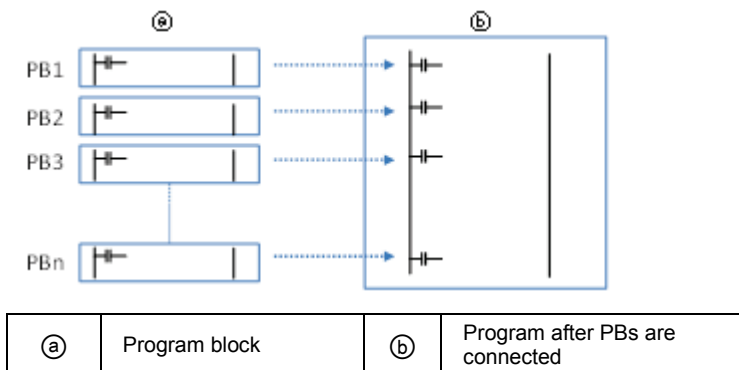 ⓐ ⓑ
PB1
PB2
PB3
PBn
ⓐ Program block ⓑ Program after PBs are
connected